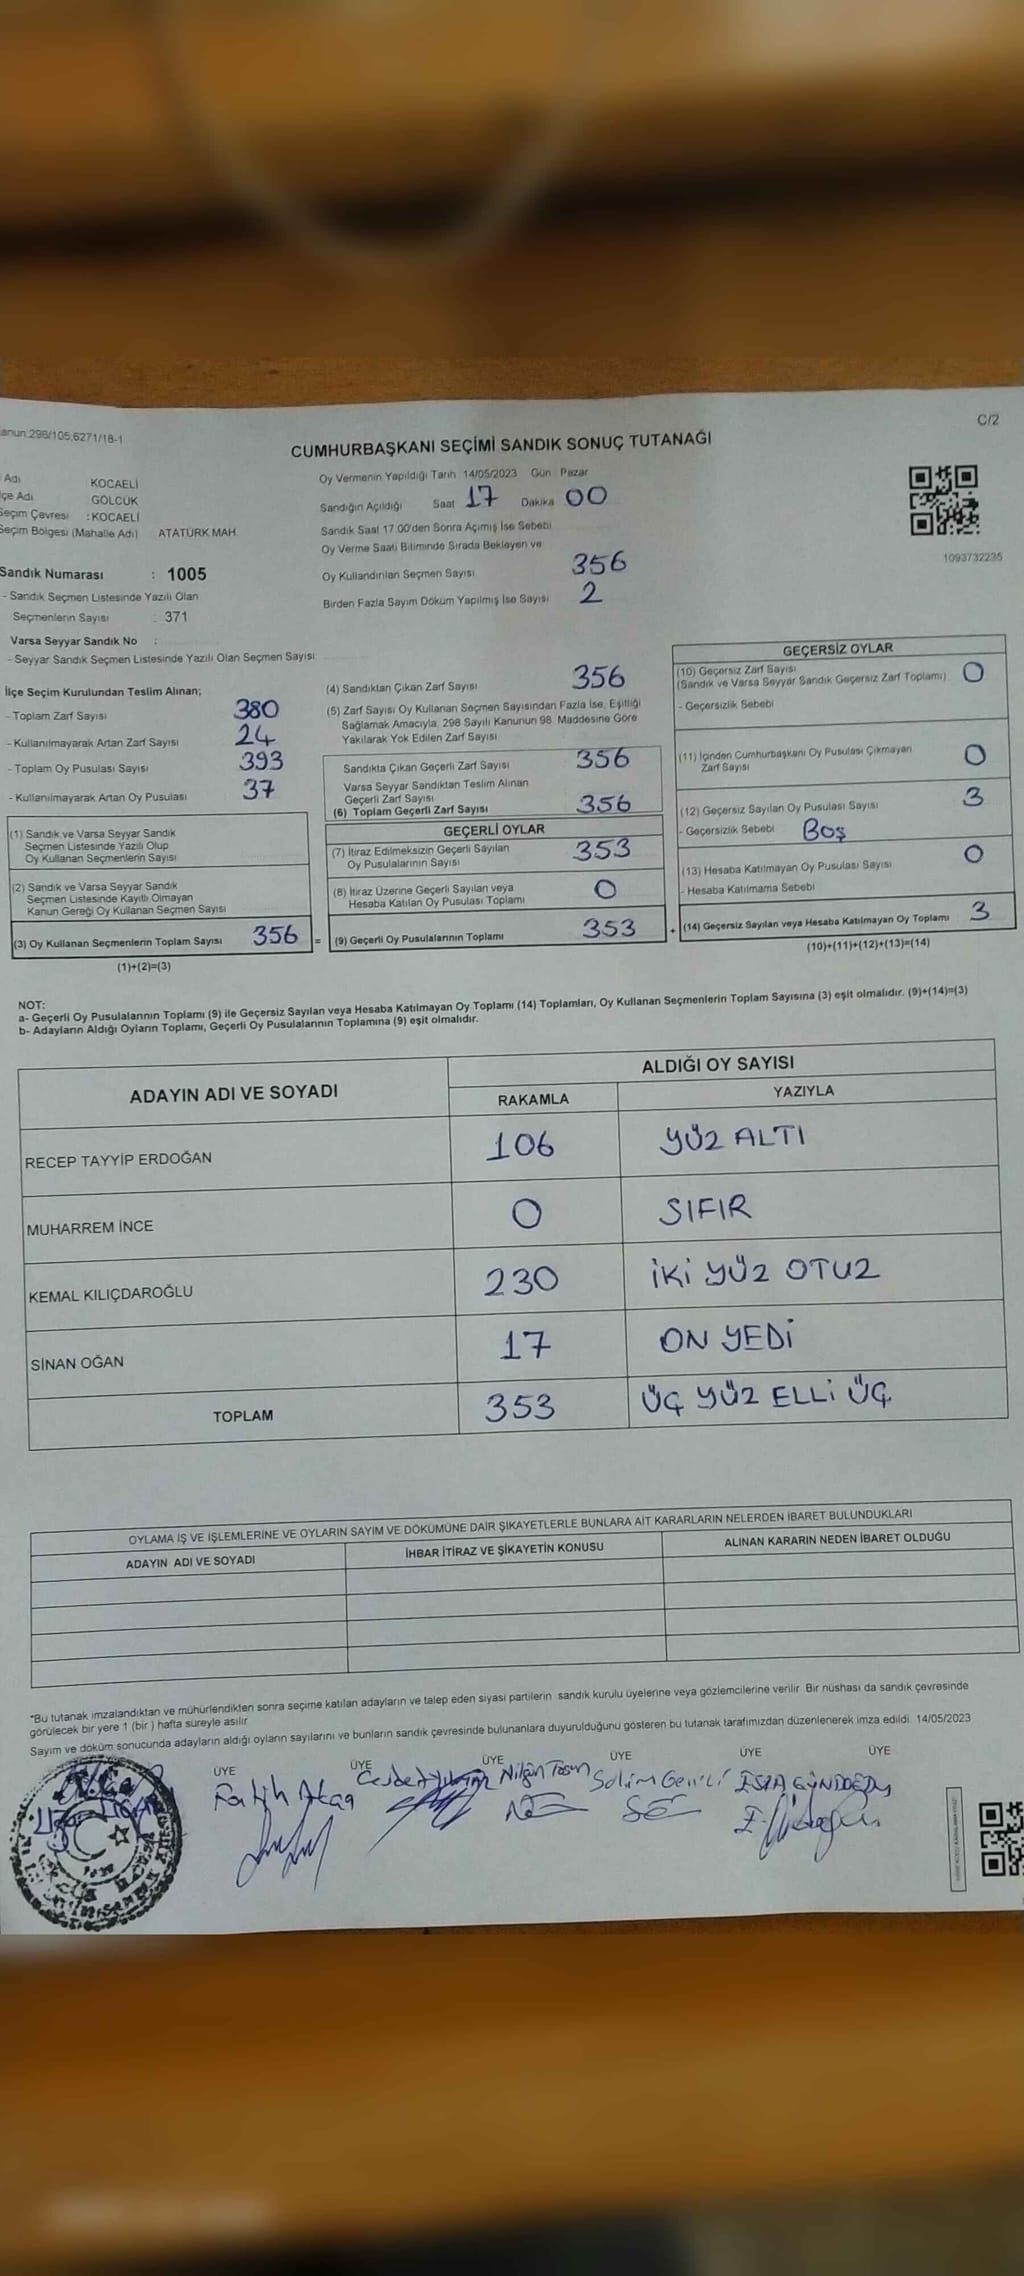 anun:298/105,6271/18-1
C/2
CUMHURBAŞKANI SEÇİMİ SANDIK SONUÇ TUTANAĞI
Adı KOCAELİ
çe Adı GÖLCÜK
Seçim Çevresi :KOCAELİ
Seçim Bölgesi (Mahalle Adı) ATATÜRK MAH.
Oy Vermenin Yapıldığı Tarih 14/05/2023 Gün : Pazar
Sandığın Açıldığı Saat 17 Dakika 00
Sandık Saat 17:00'den Sonra Açımış İse Sebebi
Oy Verme Saati Bitiminde Sırada Bekleyen ve
Oy Kullandırılan Seçmen Sayısı 356
Birden Fazla Sayım Döküm Yapılmış İse Sayısı 2
1093732235
Sandık Numarası : 1005
- Sandık Seçmen Listesinde Yazılı Olan
Seçmenlerin Sayısı : 371
Varsa Seyyar Sandık No :
- Seyyar Sandık Seçmen Listesinde Yazılı Olan Seçmen Sayısı:
İlçe Seçim Kurulundan Teslim Alınan;
- Toplam Zarf Sayısı 380
- Kullanılmayarak Artan Zarf Sayısı 24
- Toplam Oy Pusulası Sayısı 393
- Kullanılmayarak Artan Oy Pusulası 37
(1) Sandık ve Varsa Seyyar Sandık
Seçmen Listesinde Yazılı Olup
Oy Kullanan Seçmenlerin Sayısı
(2) Sandık ve Varsa Seyyar Sandık
Seçmen Listesinde Kayıtlı Olmayan
Kanun Gereği Oy Kullanan Seçmen Sayısı
(3) Oy Kullanan Seçmenlerin Toplam Sayısı 356 =
(1)+(2)=(3)
(4) Sandıktan Çıkan Zarf Sayısı 356
(5) Zarf Sayısı Oy Kullanan Seçmen Sayısından Fazla İse, Eşitliği
Sağlamak Amacıyla, 298 Sayılı Kanunun 98. Maddesine Göre
Yakılarak Yok Edilen Zarf Sayısı
Sandıkta Çıkan Geçerli Zarf Sayısı 356
Varsa Seyyar Sandıktan Teslim Alınan
Geçerli Zarf Sayısı
(6) Toplam Geçerli Zarf Sayısı 356
GEÇERLİ OYLAR
(7) İtiraz Edilmeksizin Geçerli Sayılan
Oy Pusulalarının Sayısı 353
(8) İtiraz Üzerine Geçerli Sayılan veya
Hesaba Katılan Oy Pusulası Toplamı 0
(9) Geçerli Oy Pusulalarının Toplamı 353 +
GEÇERSİZ OYLAR
(10) Geçersiz Zarf Sayısı
(Sandık ve Varsa Seyyar Sandık Geçersiz Zarf Toplamı) 0
- Geçersizlik Sebebi
(11) İçinden Cumhurbaşkanı Oy Pusulası Çıkmayan
Zarf Sayısı 0
(12) Geçersiz Sayılan Oy Pusulası Sayısı 3
- Geçersizlik Sebebi Boş
(13) Hesaba Katılmayan Oy Pusulası Sayısı 0
- Hesaba Katılmama Sebebi
(14) Geçersiz Sayılan veya Hesaba Katılmayan Oy Toplamı 3
(10)+(11)+(12)+(13)=(14)
NOT:
a- Geçerli Oy Pusulalarının Toplamı (9) ile Geçersiz Sayılan veya Hesaba Katılmayan Oy Toplamı (14) Toplamları, Oy Kullanan Seçmenlerin Toplam Sayısına (3) eşit olmalıdır. (9)+(14)=(3)
b- Adayların Aldığı Oyların Toplamı, Geçerli Oy Pusulalarının Toplamına (9) eşit olmalıdır.
ADAYIN ADI VE SOYADI
ALDIĞI OY SAYISI
RAKAMLA YAZIYLA
RECEP TAYYİP ERDOĞAN 106 YÜZ ALTI
MUHARREM İNCE 0 SIFIR
KEMAL KILIÇDAROĞLU 230 İKİ YÜZ OTUZ
SİNAN OĞAN 17 ON YEDİ
TOPLAM 353 ÜÇ YÜZ ELLİ ÜÇ
OYLAMA İŞ VE İŞLEMLERİNE VE OYLARIN SAYIM VE DÖKÜMÜNE DAİR ŞİKAYETLERLE BUNLARA AİT KARARLARIN NELERDEN İBARET BULUNDUKLARI
ADAYIN ADI VE SOYADI İHBAR İTİRAZ VE ŞİKAYETİN KONUSU ALINAN KARARIN NEDEN İBARET OLDUĞU
*Bu tutanak imzalandıktan ve mühürlendikten sonra seçime katılan adayların ve talep eden siyasi partilerin sandık kurulu üyelerine veya gözlemcilerine verilir. Bir nüshası da sandık çevresinde
görülecek bir yere 1 (bir ) hafta süreyle asılır
Sayım ve döküm sonucunda adayların aldığı oyların sayılarını ve bunların sandık çevresinde bulunanlara duyurulduğunu gösteren bu tutanak tarafımızdan düzenlenerek imza edildi. 14/05/2023
ÜYE ÜYE ÜYE ÜYE ÜYE ÜYE
Fatih Nilgün Selim